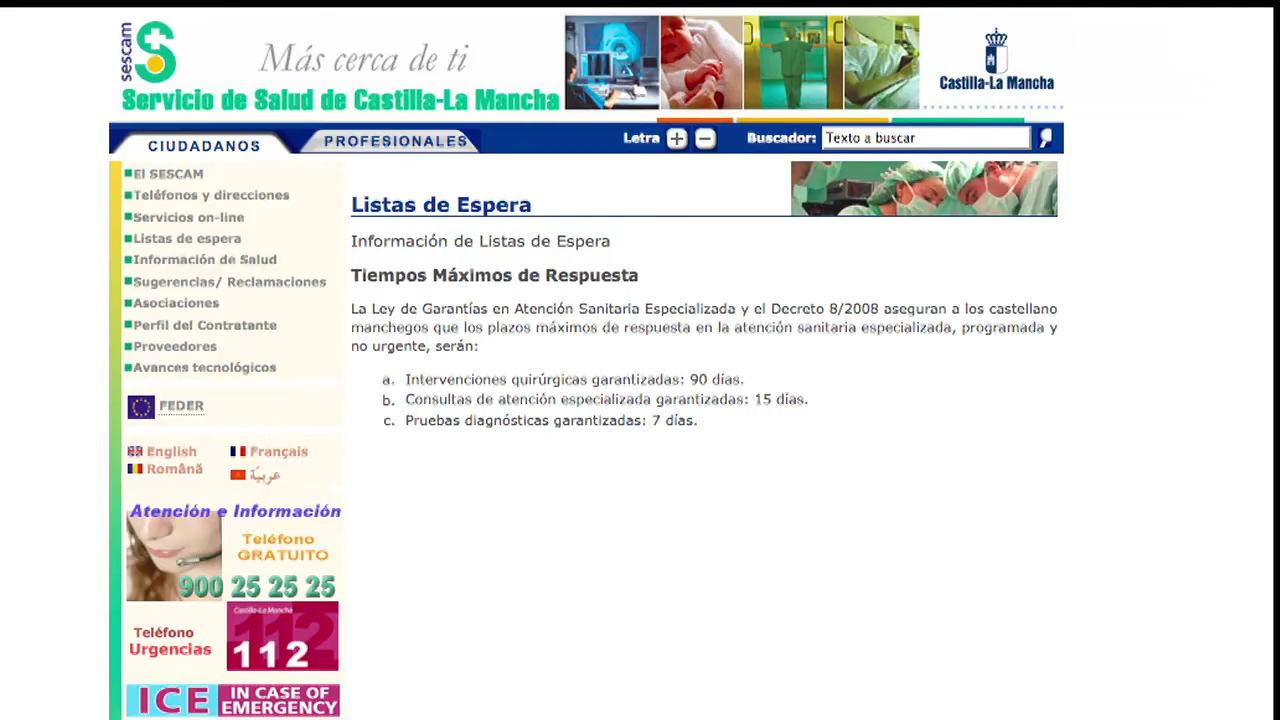 sescam
Más cerca de ti
Servicio de Salud de Castilla-La Mancha
Castilla-La Mancha
CIUDADANOS
PROFESIONALES
Letra + −
Buscador: Texto a buscar
El SESCAM
Teléfonos y direcciones
Servicios on-line
Listas de espera
Información de Salud
Sugerencias/ Reclamaciones
Asociaciones
Perfil del Contratante
Proveedores
Avances tecnológicos
FEDER
English
Français
Română
عربيّة
Atención e Información
Teléfono
GRATUITO
900 25 25 25
Teléfono
Urgencias
Castilla-La Mancha
112
112
ICE IN CASE OF
EMERGENCY
Listas de Espera
Información de Listas de Espera
Tiempos Máximos de Respuesta
La Ley de Garantías en Atención Sanitaria Especializada y el Decreto 8/2008 aseguran a los castellano
manchegos que los plazos máximos de respuesta en la atención sanitaria especializada, programada y
no urgente, serán:
a. Intervenciones quirúrgicas garantizadas: 90 días.
b. Consultas de atención especializada garantizadas: 15 días.
c. Pruebas diagnósticas garantizadas: 7 días.